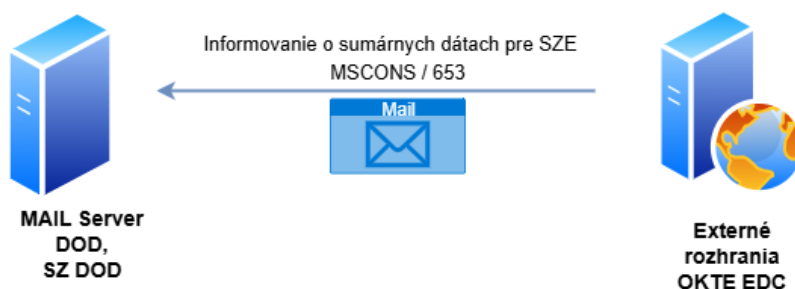 Informovanie o sumárnych dátach pre SZE
MSCONS / 653
Mail
MAIL Server
DOD,
SZ DOD
Externé
rozhrania
OKTE EDC